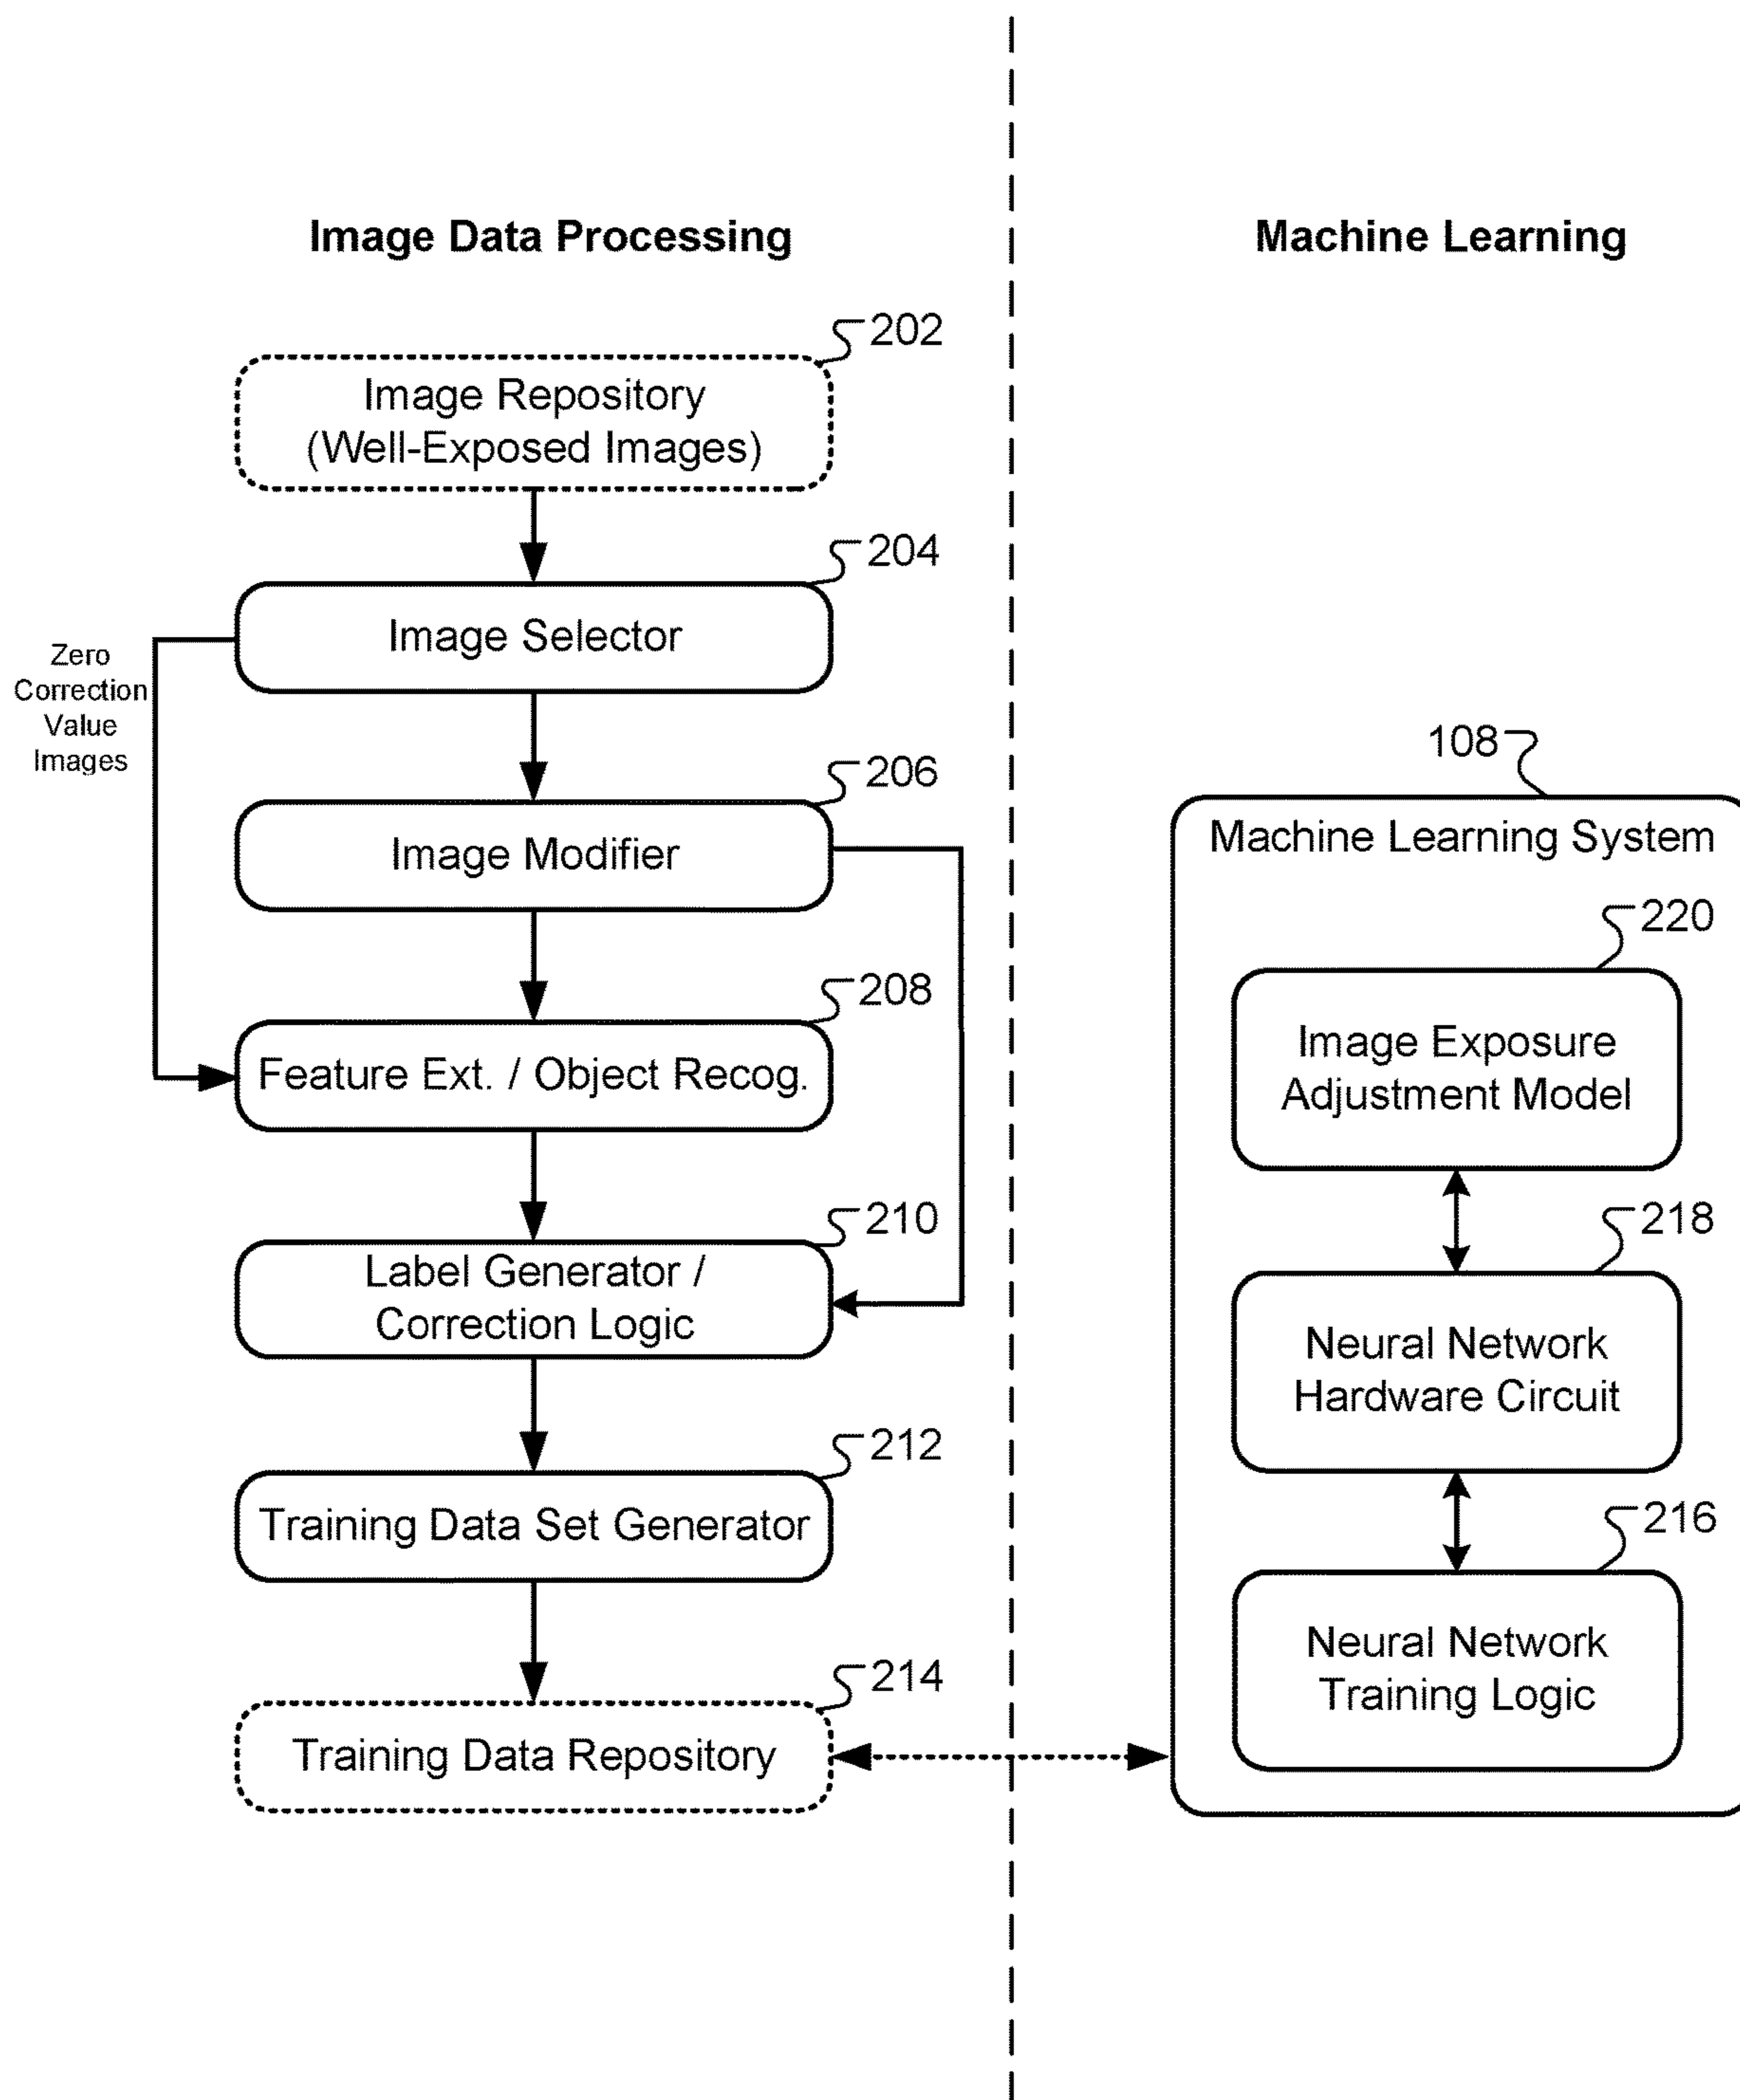 Image Data Processing
202
Image Repository
(Well-Exposed Images)
204
Image Selector
Zero
Correction
Value
Images
206
Image Modifier
208
Feature Ext. / Object Recog.
210
Label Generator /
Correction Logic
212
Training Data Set Generator
214
Training Data Repository
Machine Learning
108
Machine Learning System
220
Image Exposure
Adjustment Model
218
Neural Network
Hardware Circuit
216
Neural Network
Training Logic